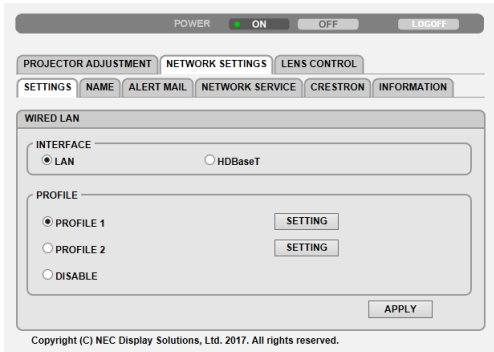 POWER ON OFF LOGOFF
PROJECTOR ADJUSTMENT NETWORK SETTINGS LENS CONTROL
SETTINGS NAME ALERT MAIL NETWORK SERVICE CRESTRON INFORMATION
WIRED LAN
INTERFACE
LAN HDBaseT
PROFILE
PROFILE 1 SETTING
PROFILE 2 SETTING
DISABLE
APPLY
Copyright (C) NEC Display Solutions, Ltd. 2017. All rights reserved.